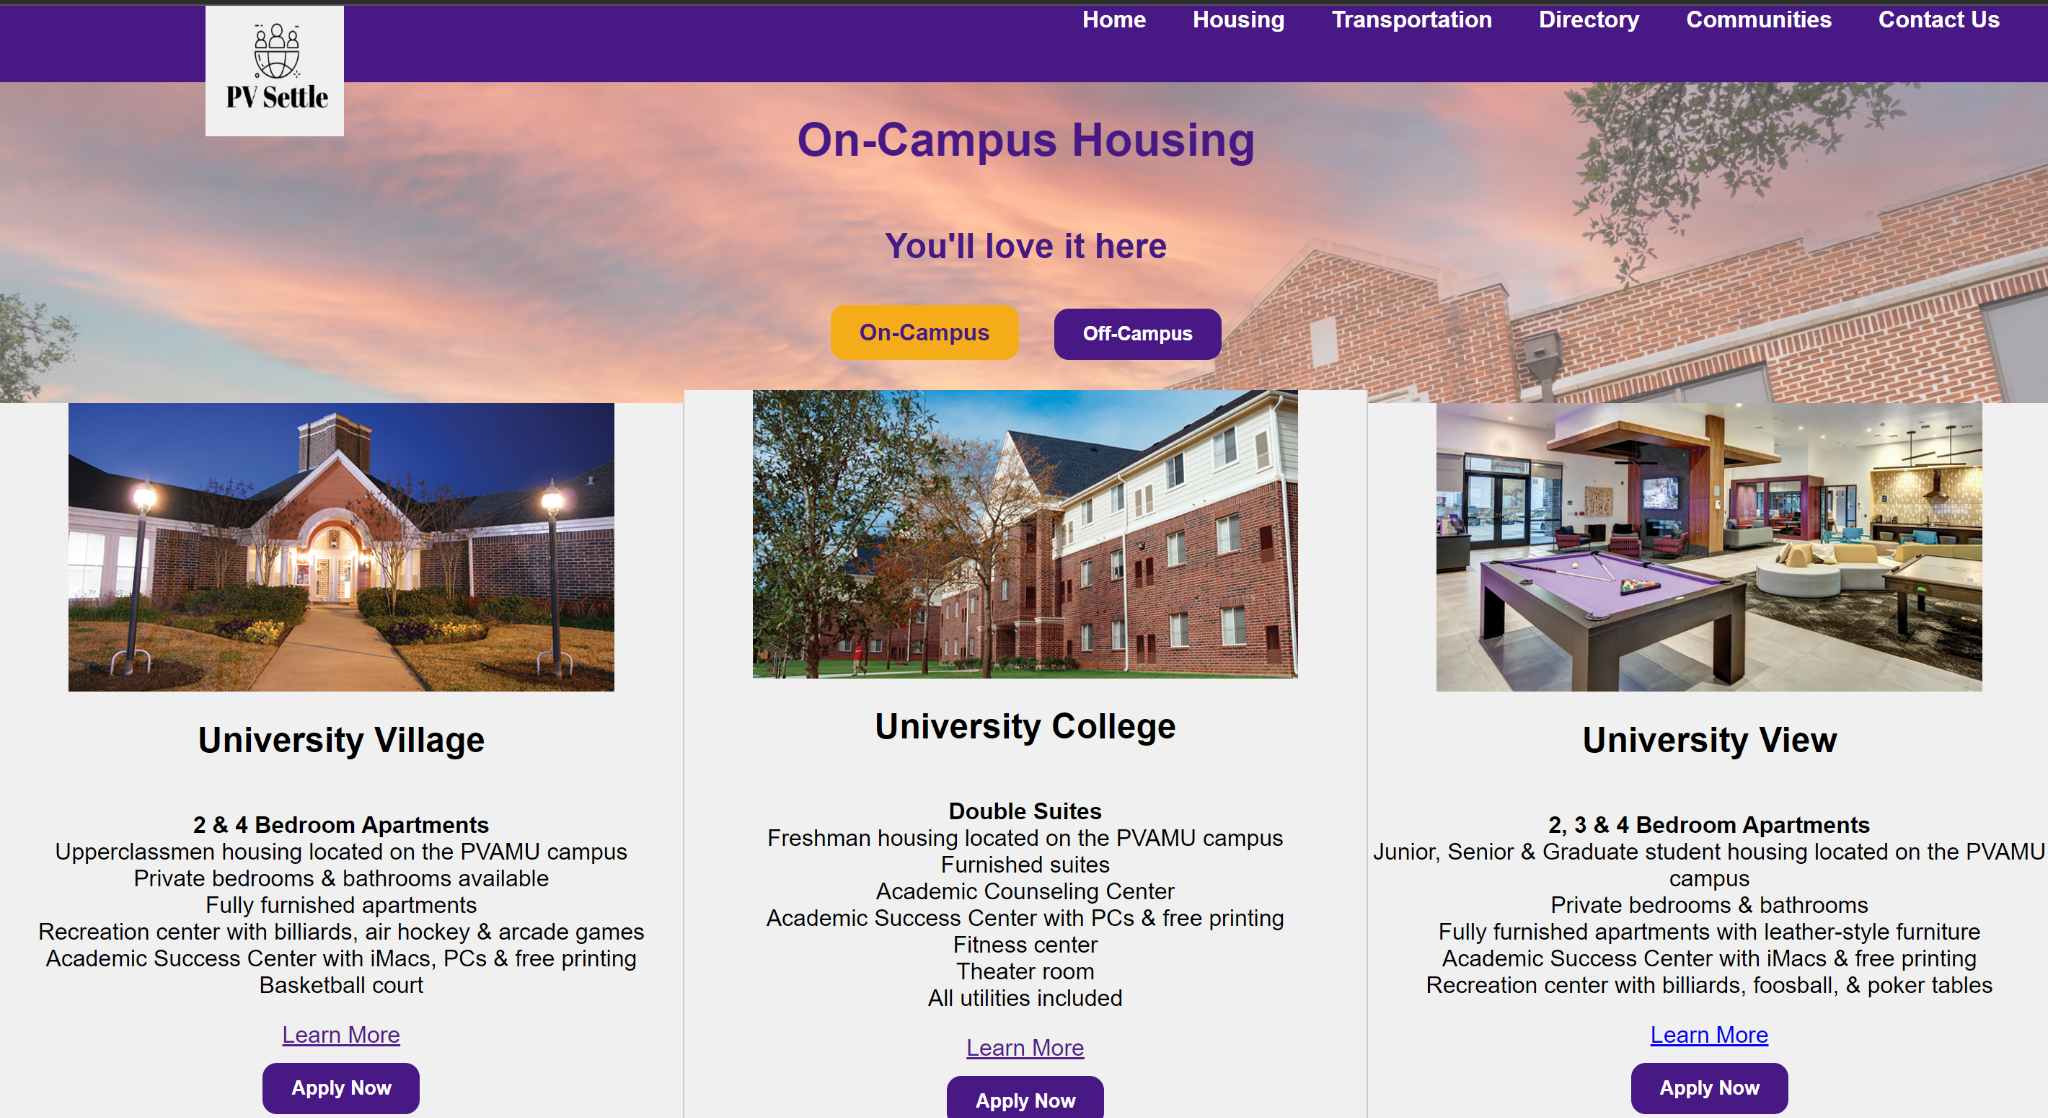 PV Settle
Home
Housing
Transportation
Directory
Communities
Contact Us
On-Campus Housing
You'll love it here
On-Campus
Off-Campus
University Village
2 & 4 Bedroom Apartments
Upperclassmen housing located on the PVAMU campus
Private bedrooms & bathrooms available
Fully furnished apartments
Recreation center with billiards, air hockey & arcade games
Academic Success Center with iMacs, PCs & free printing
Basketball court
Learn More
Apply Now
University College
Double Suites
Freshman housing located on the PVAMU campus
Furnished suites
Academic Counseling Center
Academic Success Center with PCs & free printing
Fitness center
Theater room
All utilities included
Learn More
Apply Now
University View
2, 3 & 4 Bedroom Apartments
Junior, Senior & Graduate student housing located on the PVAMU
campus
Private bedrooms & bathrooms
Fully furnished apartments with leather-style furniture
Academic Success Center with iMacs & free printing
Recreation center with billiards, foosball, & poker tables
Learn More
Apply Now